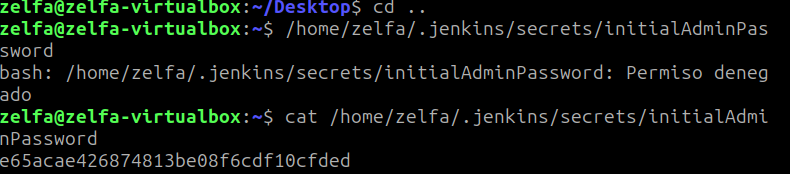 zelfa@zelfa-virtualbox:~/Desktop$ cd ..
zelfa@zelfa-virtualbox:~$ /home/zelfa/.jenkins/secrets/initialAdminPas
sword
bash: /home/zelfa/.jenkins/secrets/initialAdminPassword: Permiso deneg
ado
zelfa@zelfa-virtualbox:~$ cat /home/zelfa/.jenkins/secrets/initialAdmi
nPassword
e65acae426874813be08f6cdf10cfded